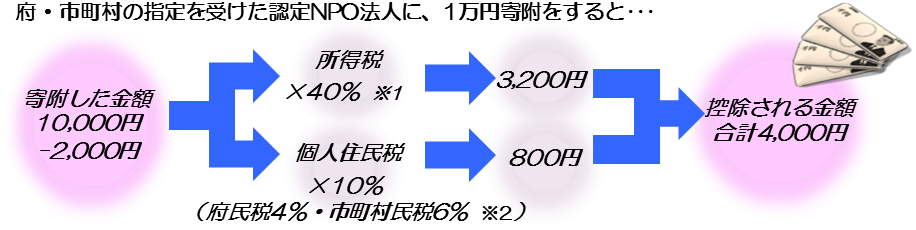 府・市町村の指定を受けた認定NPO法人に、1万円寄附をすると･･･
寄附した金額
10,000円
-2,000円
所得税
×40% ※1
3,200円
個人住民税
×10%
（府民税4%・市町村民税6% ※2）
800円
控除される金額
合計4,000円